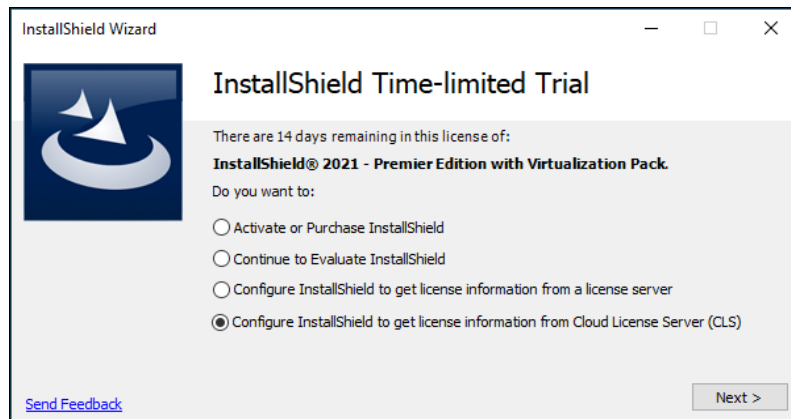 InstallShield Wizard
InstallShield Time-limited Trial
There are 14 days remaining in this license of:
InstallShield® 2021 - Premier Edition with Virtualization Pack.
Do you want to:
Activate or Purchase InstallShield
Continue to Evaluate InstallShield
Configure InstallShield to get license information from a license server
Configure InstallShield to get license information from Cloud License Server (CLS)
Send Feedback
Next >